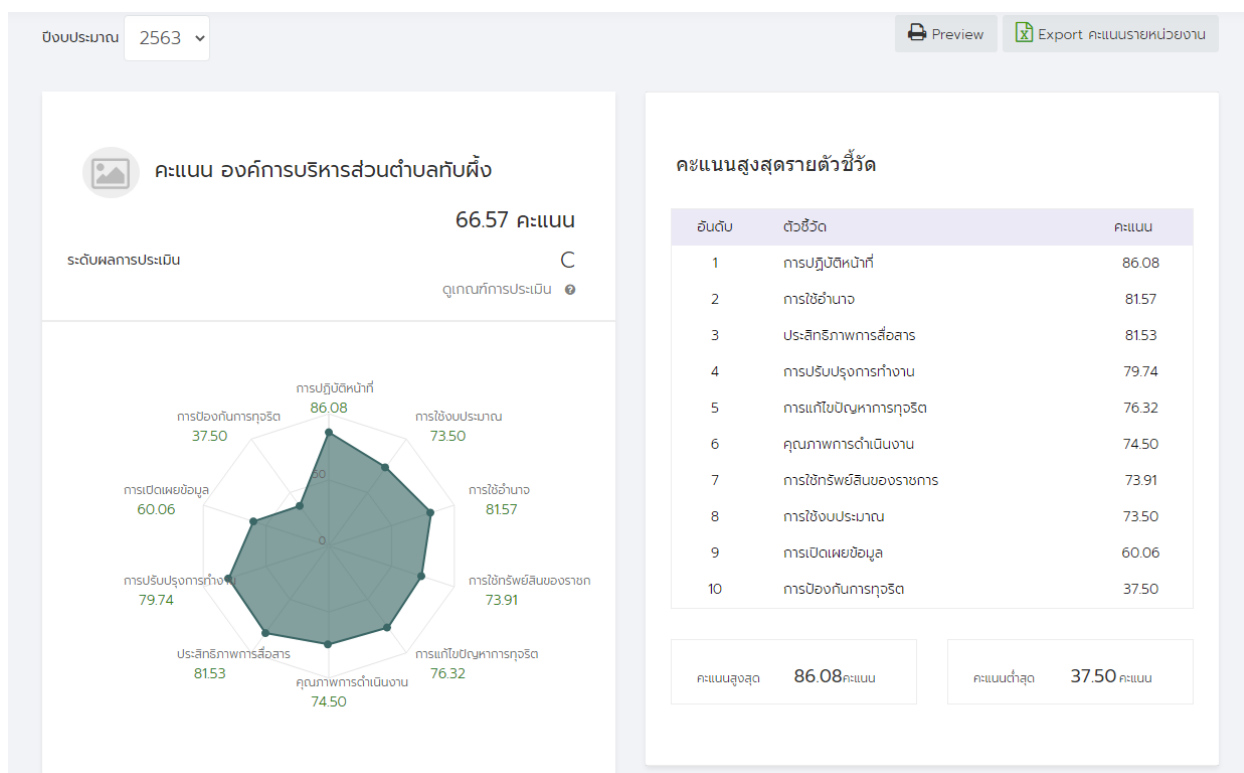 ปีงบประมาณ 2563
Preview
Export คะแนนรายหน่วยงาน
คะแนน องค์การบริหารส่วนตำบลทับผึ้ง
66.57 คะแนน
ระดับผลการประเมิน C
ดูเกณฑ์การประเมิน
การปฏิบัติหน้าที่
86.08
การป้องกันการทุจริต
37.50
การใช้งบประมาณ
73.50
50
การเปิดเผยข้อมูล
60.06
การใช้อำนาจ
81.57
0
การปรับปรุงการทำงาน
79.74
การใช้ทรัพย์สินของราชก
73.91
ประสิทธิภาพการสื่อสาร
81.53
การแก้ไขปัญหาการทุจริต
76.32
คุณภาพการดำเนินงาน
74.50
คะแนนสูงสุดรายตัวชี้วัด
อันดับ ตัวชี้วัด คะแนน
1 การปฏิบัติหน้าที่ 86.08
2 การใช้อำนาจ 81.57
3 ประสิทธิภาพการสื่อสาร 81.53
4 การปรับปรุงการทำงาน 79.74
5 การแก้ไขปัญหาการทุจริต 76.32
6 คุณภาพการดำเนินงาน 74.50
7 การใช้ทรัพย์สินของราชการ 73.91
8 การใช้งบประมาณ 73.50
9 การเปิดเผยข้อมูล 60.06
10 การป้องกันการทุจริต 37.50
คะแนนสูงสุด 86.08 คะแนน
คะแนนต่ำสุด 37.50 คะแนน